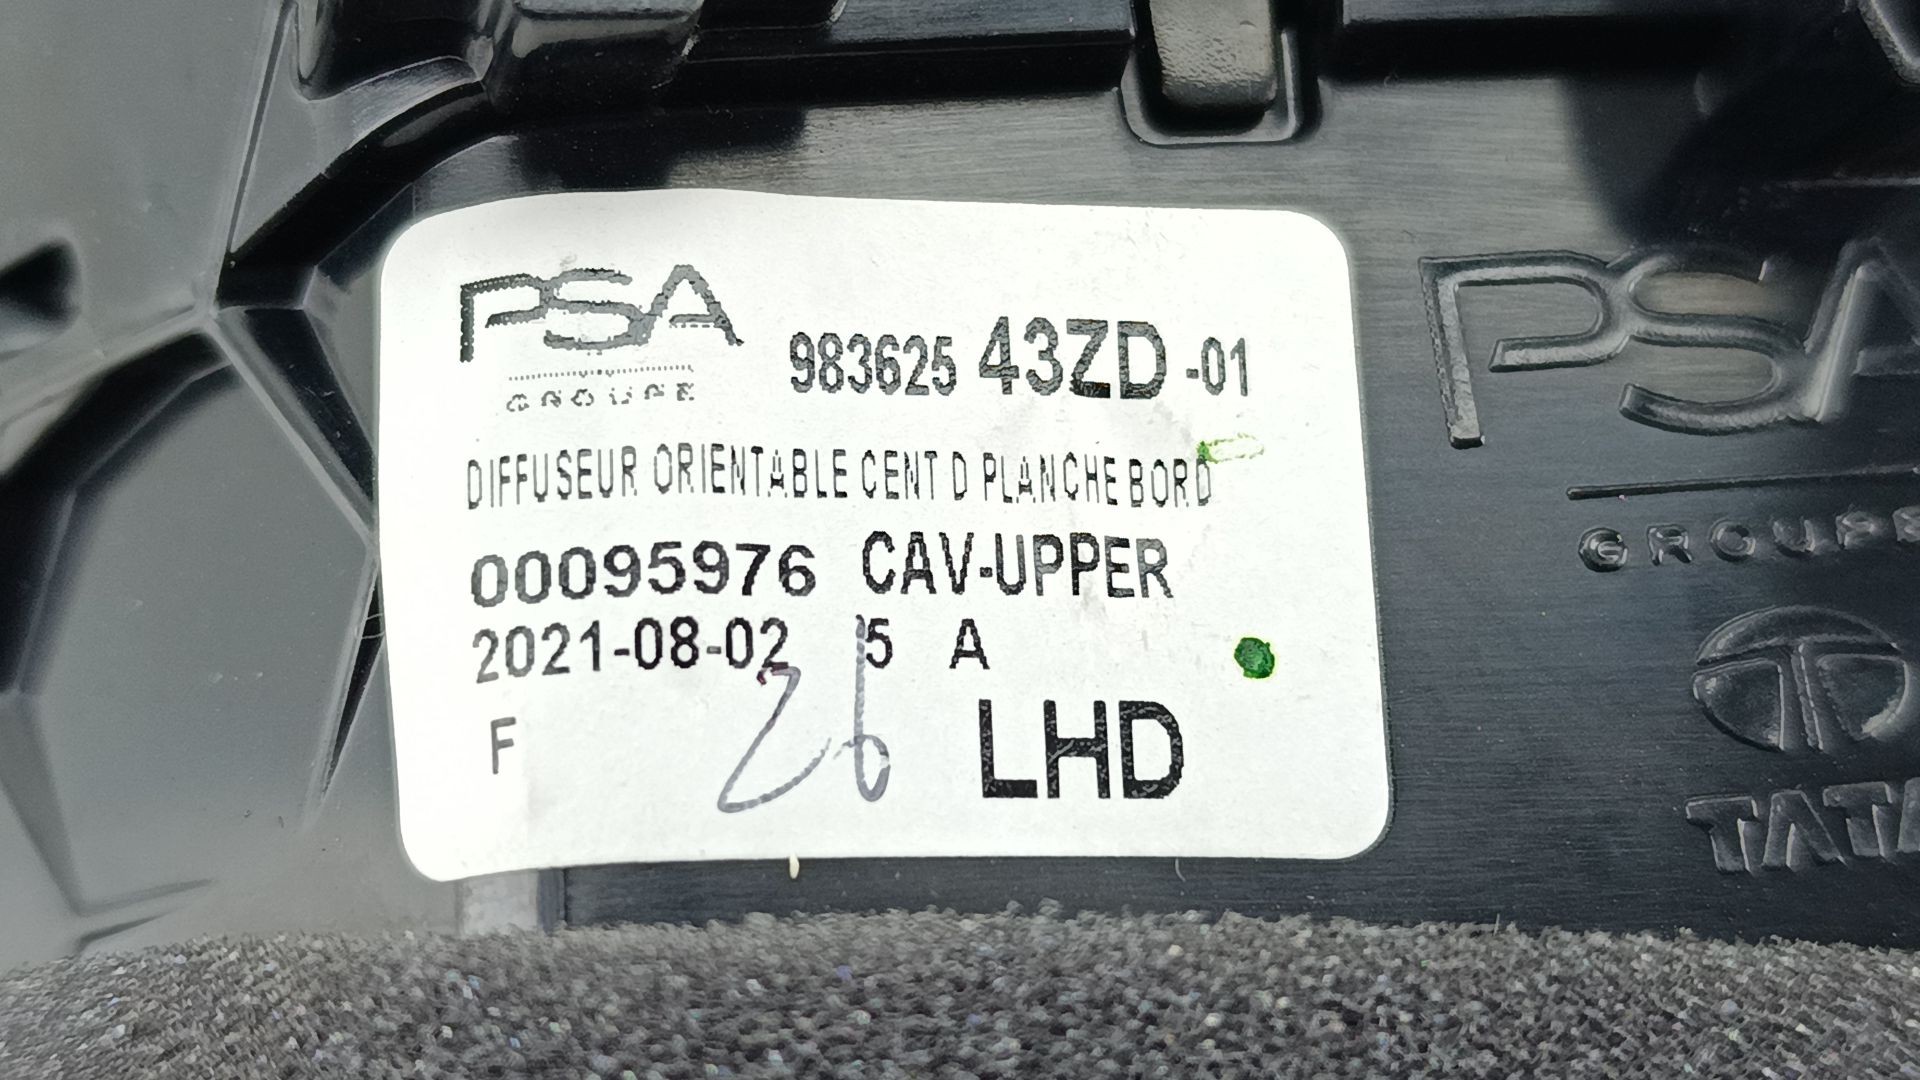 PSA
GROUPE
983625 43ZD -01
DIFFUSEUR ORIENTABLE CENT D PLANCHE BORD
00095976 CAV-UPPER
2021-08-02 5 A
F 26 LHD
PSA
GROUPE
TATA